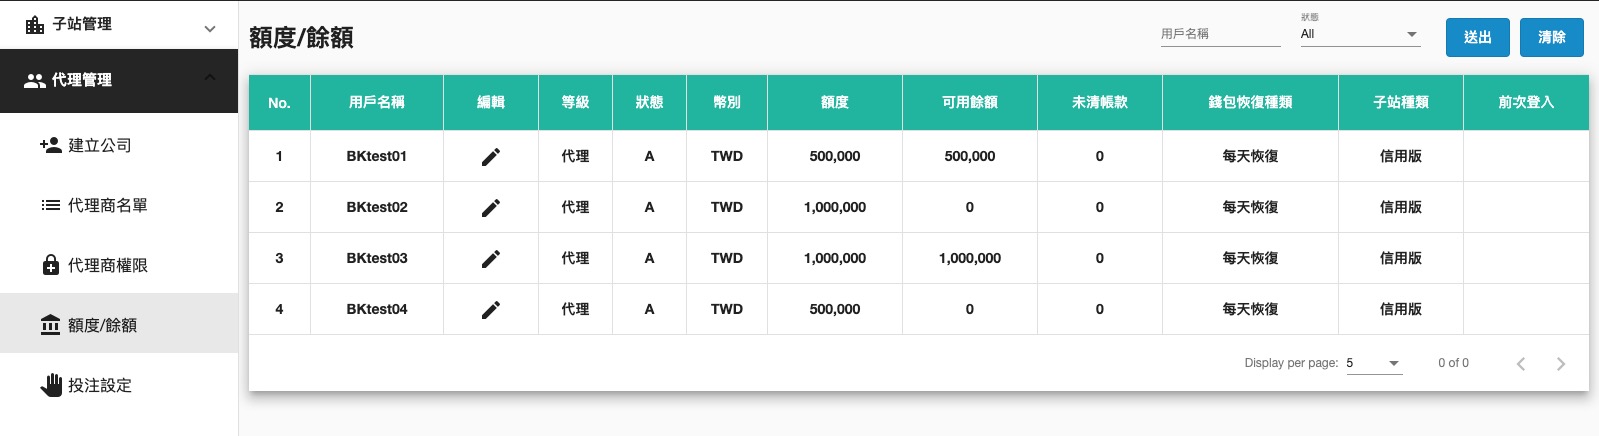 子站管理
代理管理
建立公司
代理商名單
代理商權限
額度/餘額
投注設定
額度/餘額
用戶名稱
狀態
All
送出
清除
No. 用戶名稱 編輯 等級 狀態 幣別 額度 可用餘額 未清帳款 錢包恢復種類 子站種類 前次登入
1 BKtest01 代理 A TWD 500,000 500,000 0 每天恢復 信用版
2 BKtest02 代理 A TWD 1,000,000 0 0 每天恢復 信用版
3 BKtest03 代理 A TWD 1,000,000 1,000,000 0 每天恢復 信用版
4 BKtest04 代理 A TWD 500,000 0 0 每天恢復 信用版
Display per page: 5 0 of 0